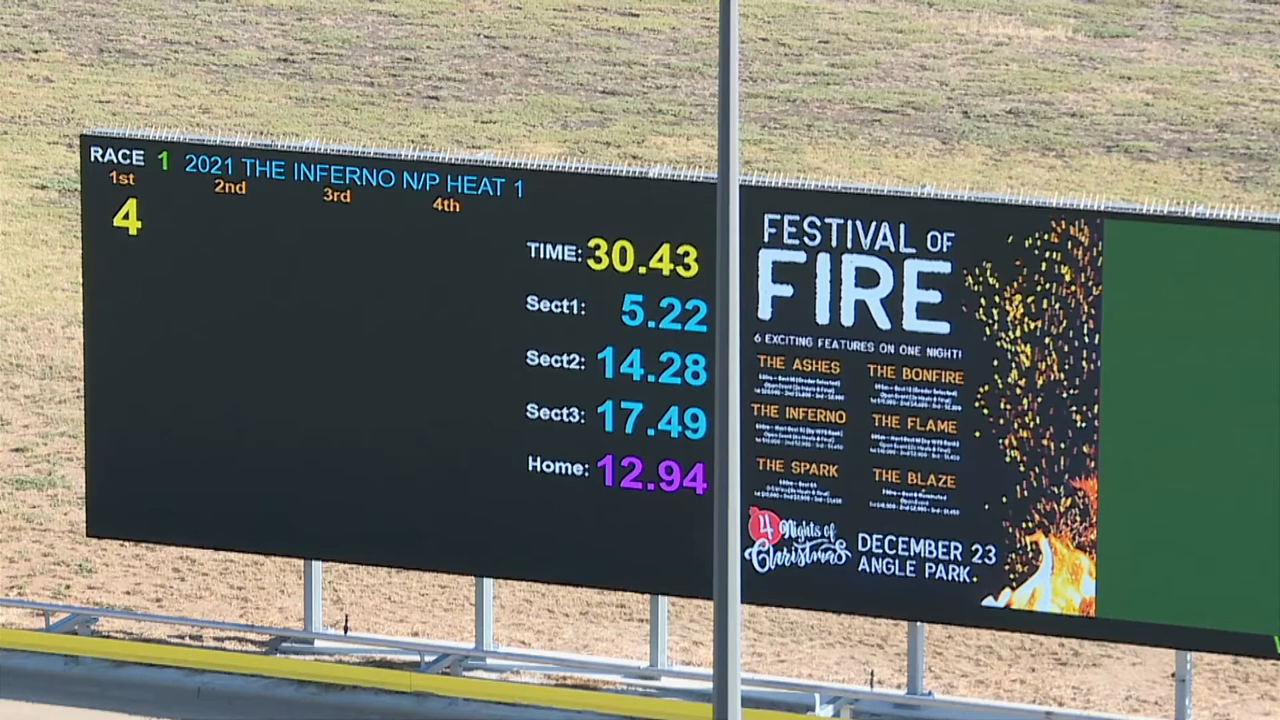 RACE 1 2021 THE INFERNO N/P HEAT 1
1st 2nd 3rd 4th
4
TIME: 30.43
Sect1: 5.22
Sect2: 14.28
Sect3: 17.49
Home: 12.94
FESTIVAL OF
FIRE
6 EXCITING FEATURES ON ONE NIGHT!
THE ASHES
THE BONFIRE
THE INFERNO
THE FLAME
THE SPARK
THE BLAZE
4 Nights of
Christmas
DECEMBER 23
ANGLE PARK